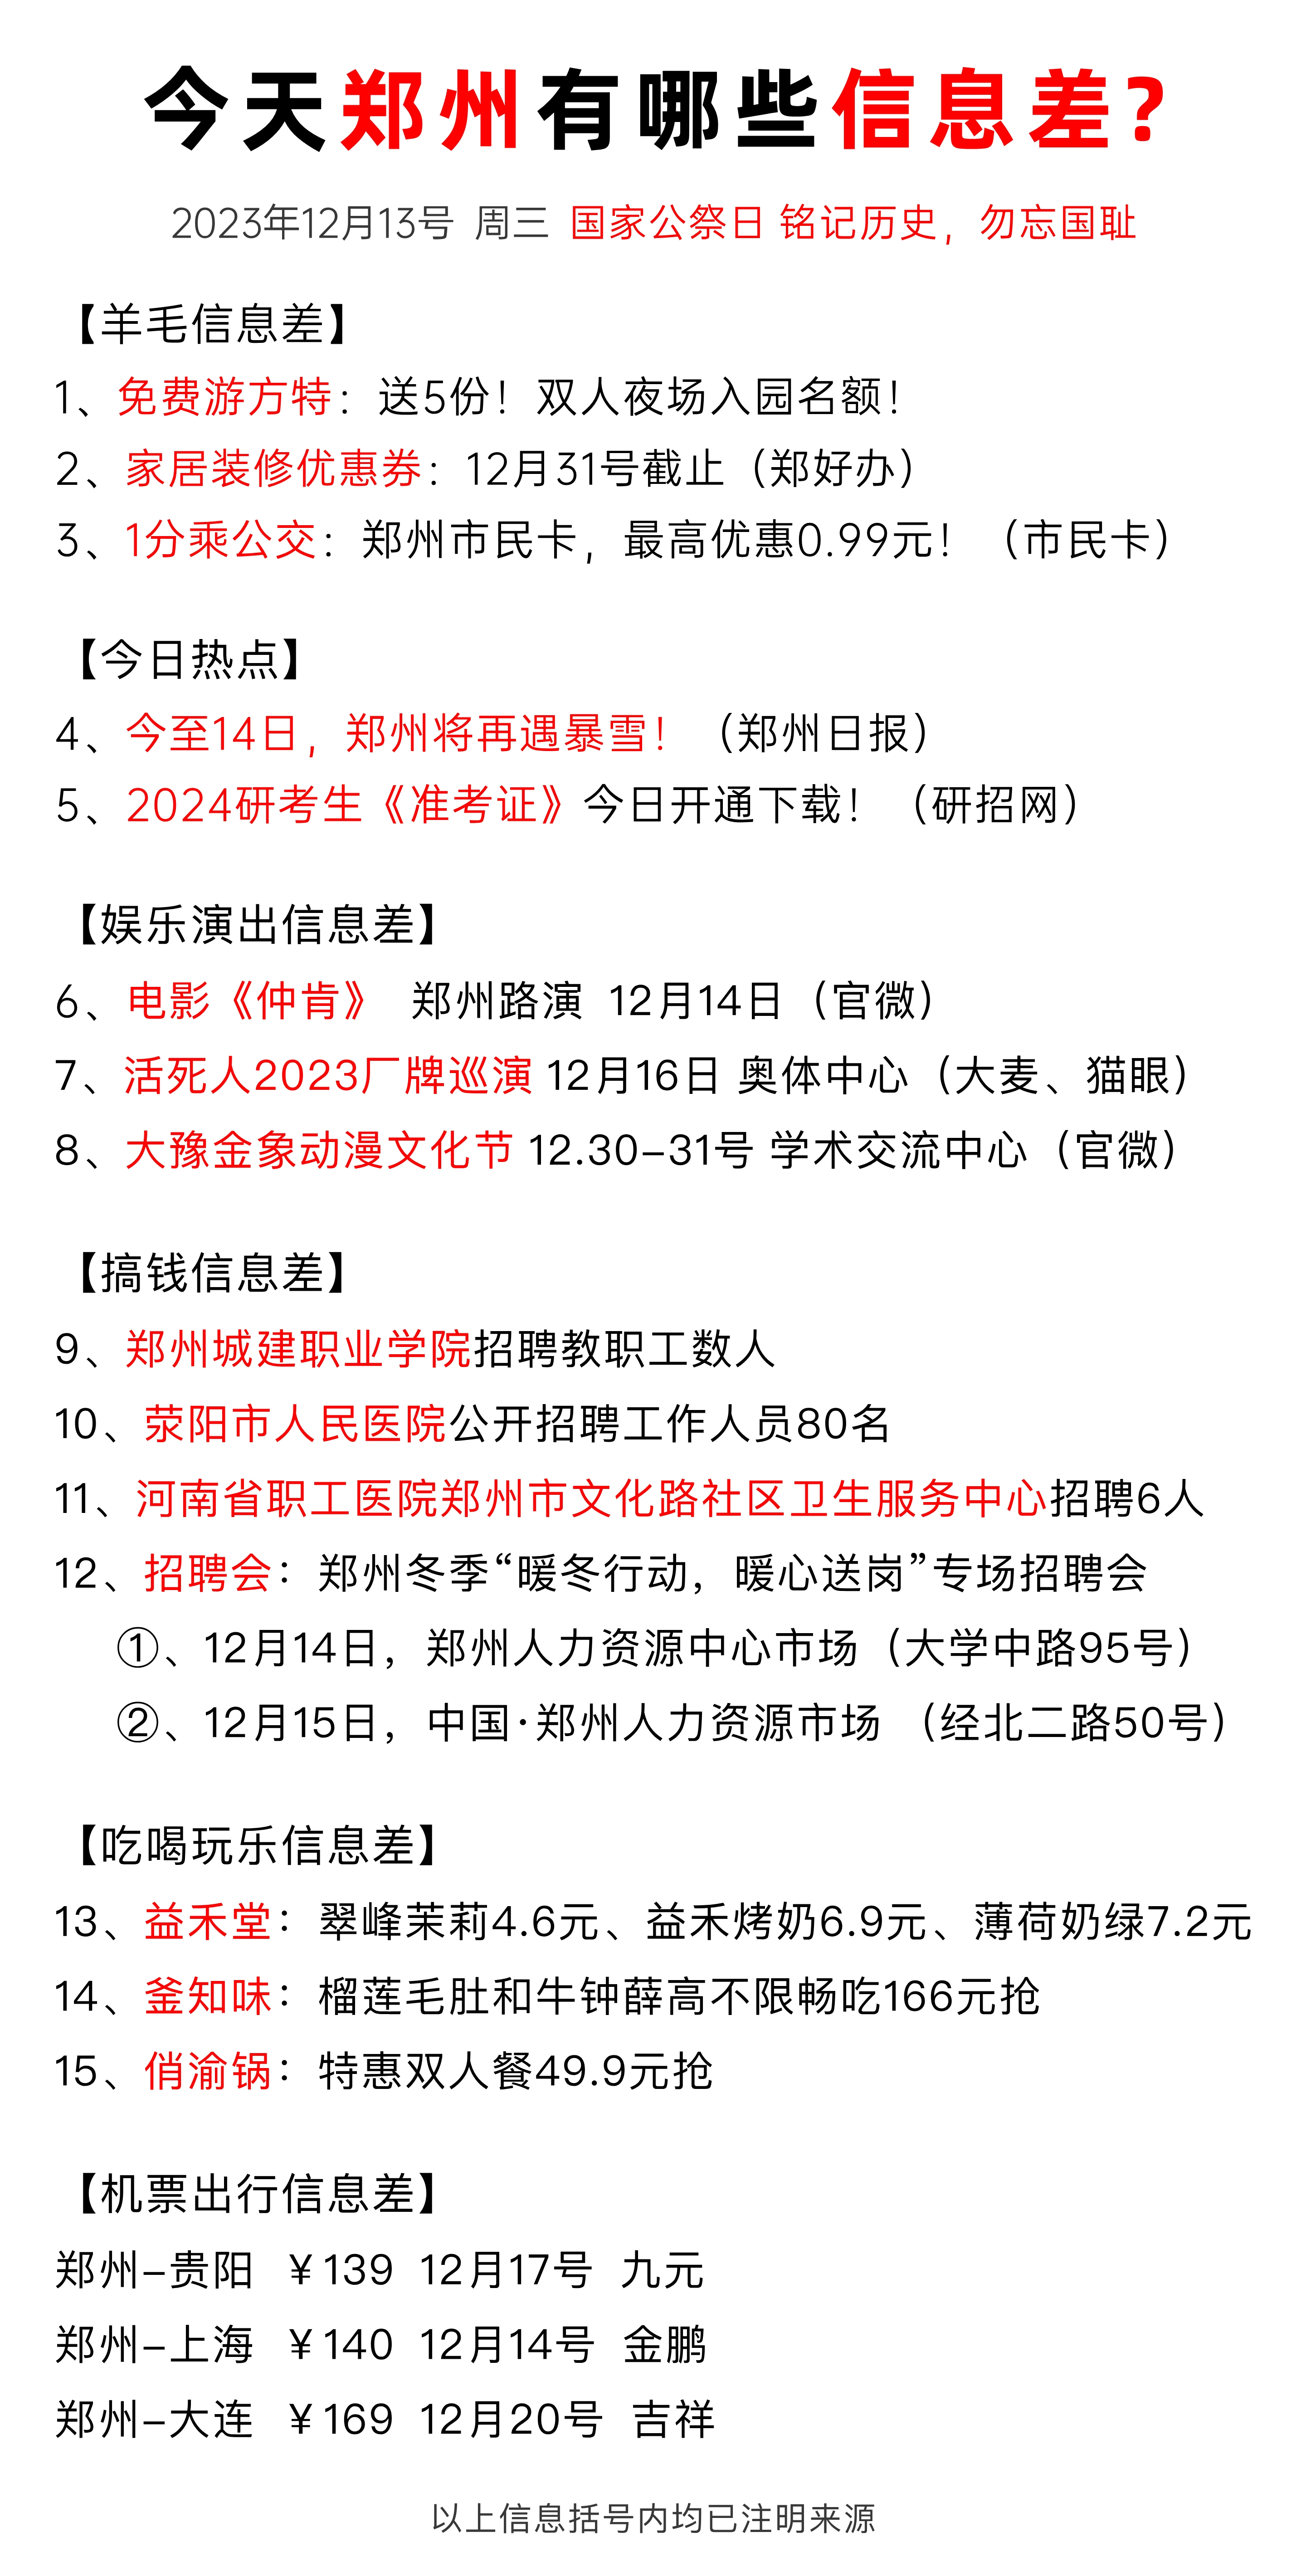 今天郑州有哪些信息差?
2023年12月13号 周三 国家公祭日 铭记历史，勿忘国耻
【羊毛信息差】
1、免费游方特：送5份！双人夜场入园名额！
2、家居装修优惠券：12月31号截止（郑好办）
3、1分乘公交：郑州市民卡，最高优惠0.99元！（市民卡）
【今日热点】
4、今至14日，郑州将再遇暴雪！（郑州日报）
5、2024研考生《准考证》今日开通下载！（研招网）
【娱乐演出信息差】
6、电影《仲肯》 郑州路演 12月14日（官微）
7、活死人2023厂牌巡演 12月16日 奥体中心（大麦、猫眼）
8、大豫金象动漫文化节 12.30-31号 学术交流中心（官微）
【搞钱信息差】
9、郑州城建职业学院招聘教职工数人
10、荥阳市人民医院公开招聘工作人员80名
11、河南省职工医院郑州市文化路社区卫生服务中心招聘6人
12、招聘会：郑州冬季“暖冬行动，暖心送岗”专场招聘会
①、12月14日，郑州人力资源中心市场（大学中路95号）
②、12月15日，中国·郑州人力资源市场 （经北二路50号）
【吃喝玩乐信息差】
13、益禾堂：翠峰茉莉4.6元、益禾烤奶6.9元、薄荷奶绿7.2元
14、釜知味：榴莲毛肚和牛钟薛高不限畅吃166元抢
15、俏渝锅：特惠双人餐49.9元抢
【机票出行信息差】
郑州-贵阳 ￥139 12月17号 九元
郑州-上海 ￥140 12月14号 金鹏
郑州-大连 ￥169 12月20号 吉祥
以上信息括号内均已注明来源